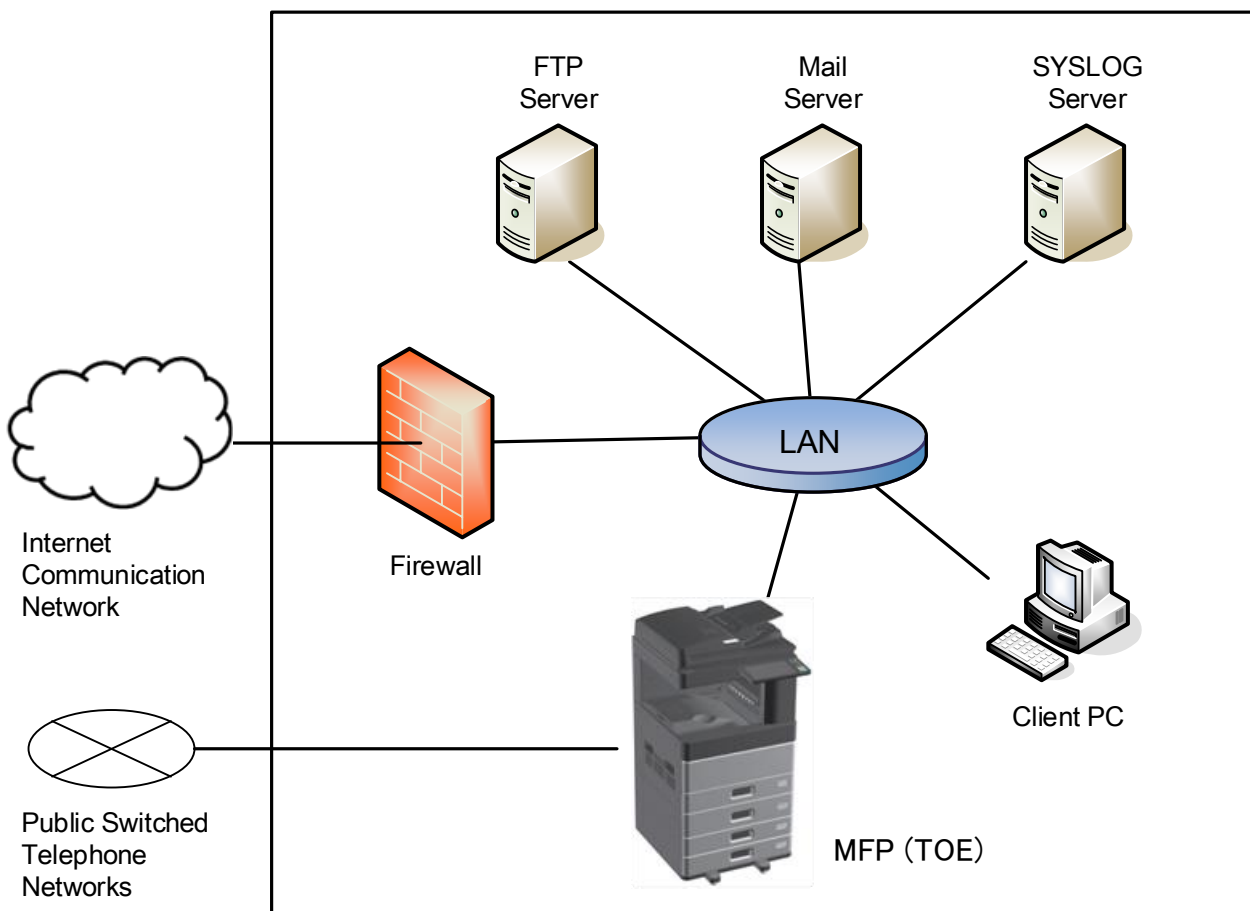 FTP
Server
Mail
Server
SYSLOG
Server
LAN
Internet
Communication
Network
Firewall
Client PC
Public Switched
Telephone
Networks
MFP (TOE)